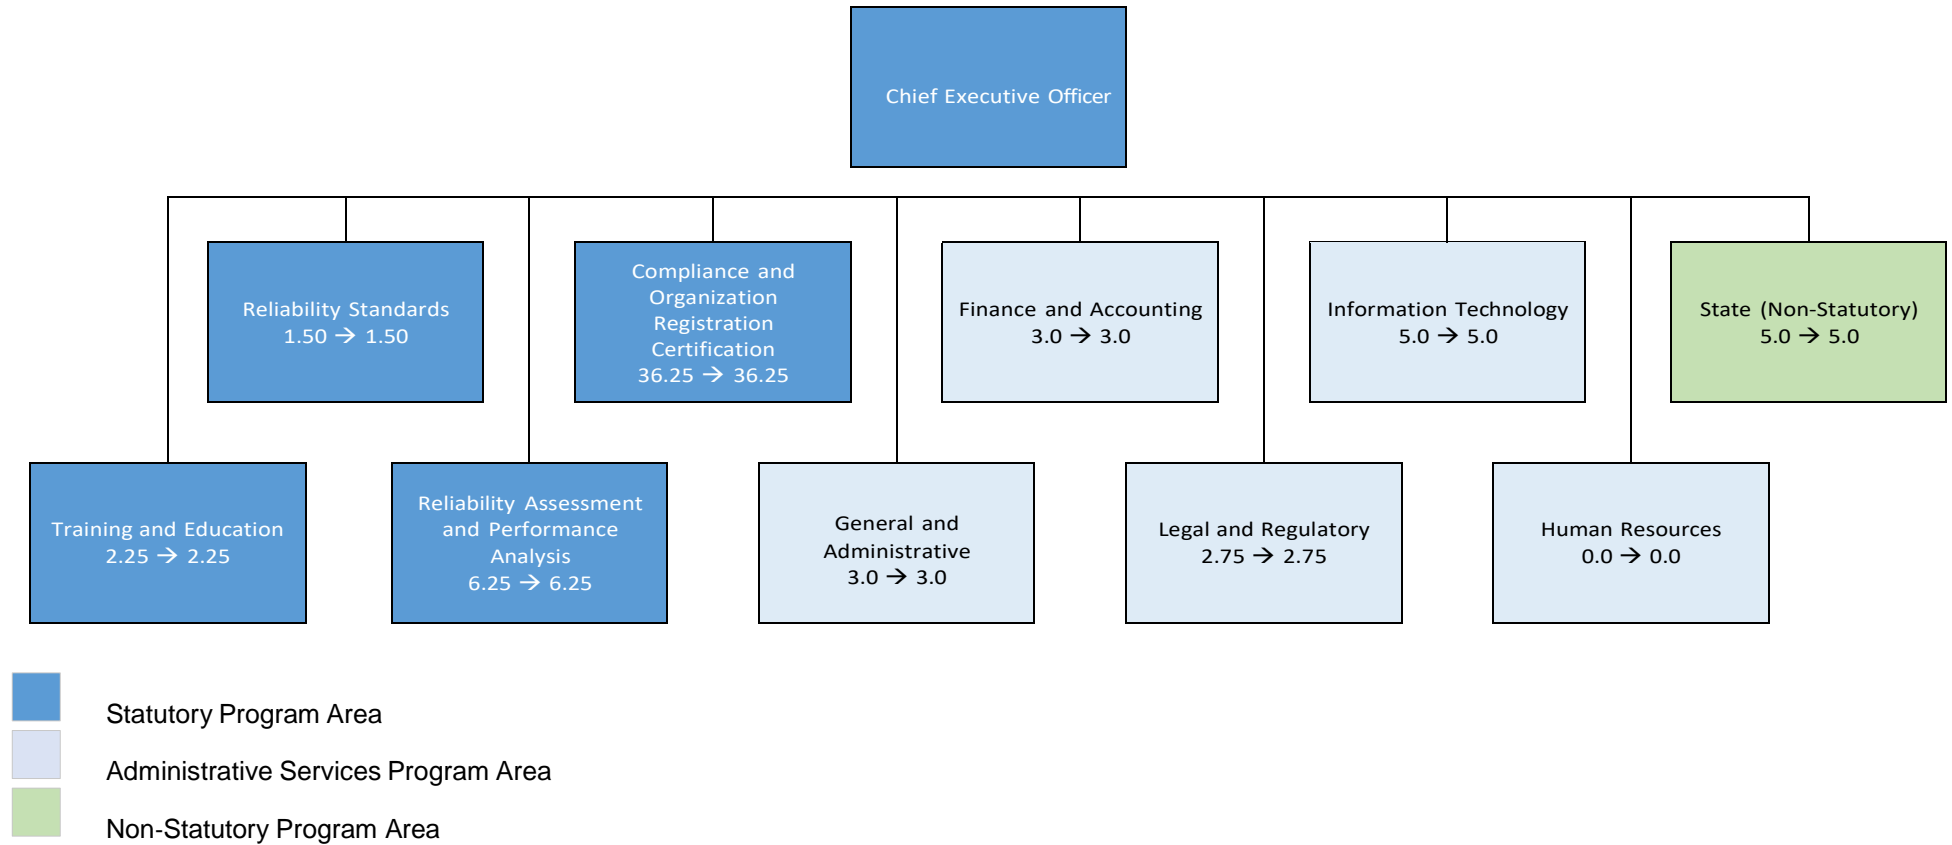 Chief Executive Officer
Reliability Standards
1.50 → 1.50
Compliance and
Organization
Registration
Certification
36.25 → 36.25
Finance and Accounting
3.0 → 3.0
Information Technology
5.0 → 5.0
State (Non-Statutory)
5.0 → 5.0
Training and Education
2.25 → 2.25
Reliability Assessment
and Performance
Analysis
6.25 → 6.25
General and
Administrative
3.0 → 3.0
Legal and Regulatory
2.75 → 2.75
Human Resources
0.0 → 0.0
Statutory Program Area
Administrative Services Program Area
Non-Statutory Program Area